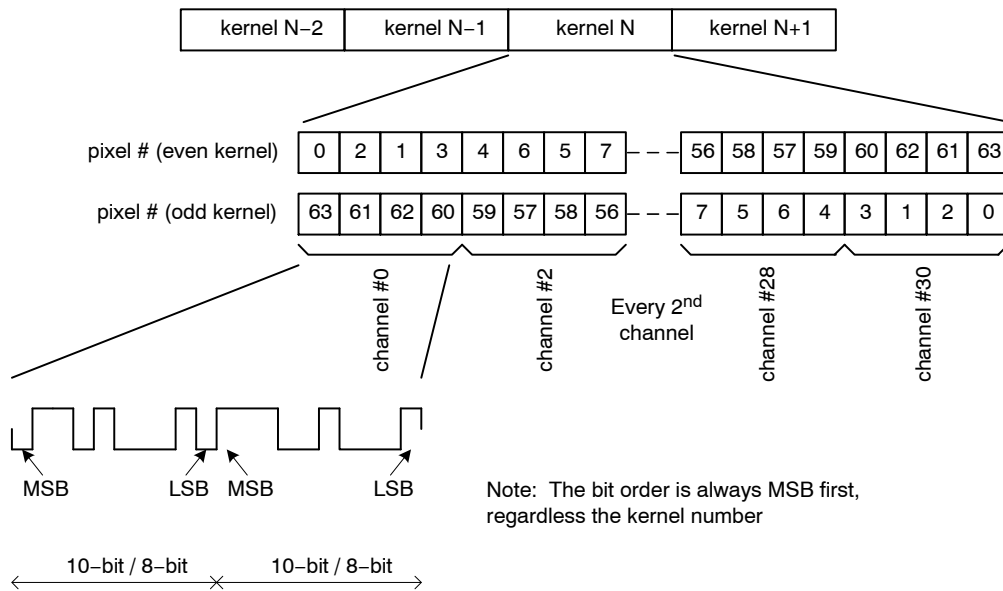 kernel N−2 kernel N−1 kernel N kernel N+1
pixel # (even kernel) 0 2 1 3 4 6 5 7 56 58 57 59 60 62 61 63
pixel # (odd kernel) 63 61 62 60 59 57 58 56 7 5 6 4 3 1 2 0
channel #0
channel #2
Every 2nd
channel
channel #28
channel #30
MSB LSB MSB LSB
Note: The bit order is always MSB first,
regardless the kernel number
10−bit / 8−bit 10−bit / 8−bit